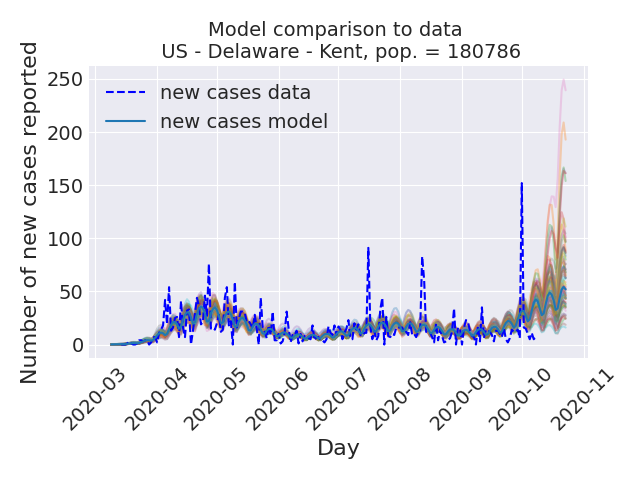 Model comparison to data
US - Delaware - Kent, pop. = 180786
Number of new cases reported
250
200
150
100
50
0
new cases data
new cases model
2020-03
2020-04
2020-05
2020-06
2020-07
2020-08
2020-09
2020-10
2020-11
Day